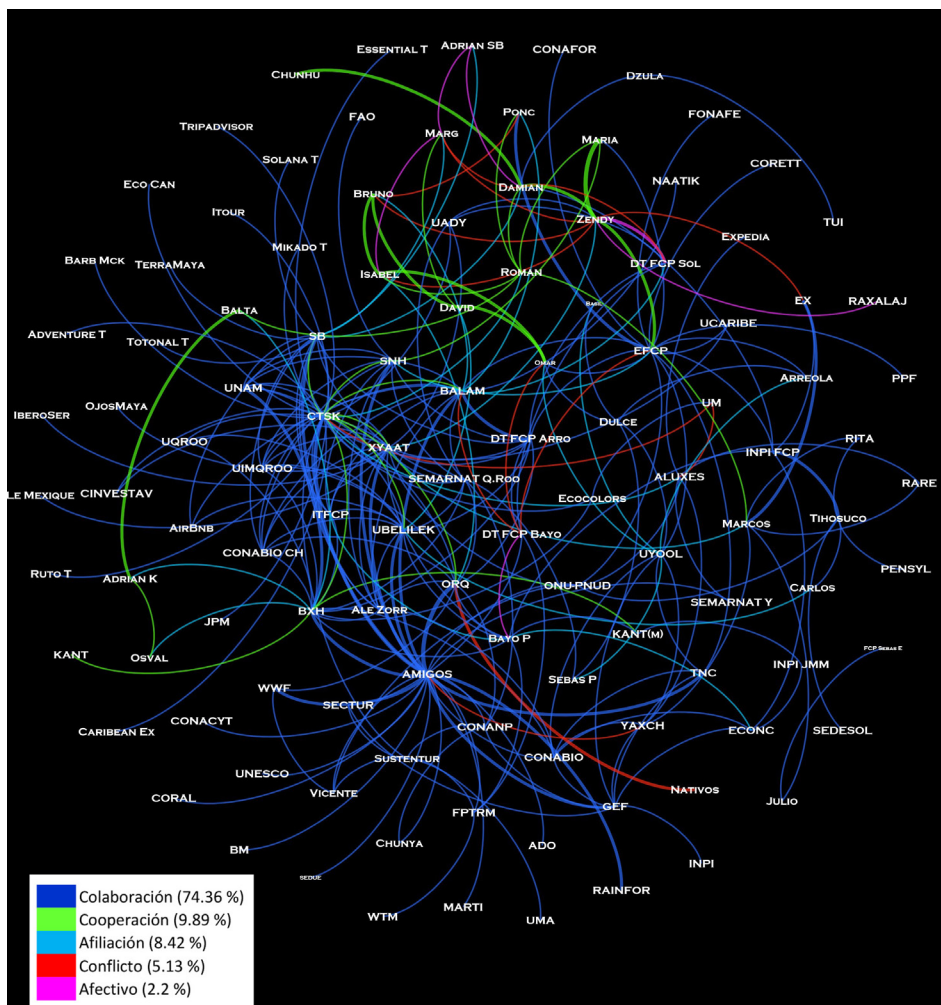 Essential T
Adrian SB
CONAFOR
Chunhu
Dzula
Tripadvisor
FAO
Marg
Ponc
Maria
FONAFE
Solana T
NAATIK
CORETT
Eco Can
Bruno
Damian
Itour
UADY
Zendy
TUI
Expedia
Mikado T
Barb Mck
TerraMaya
Isabel
Roman
DT FCP Sol
EX
RAXALAJ
Balta
David
Basil
UCARIBE
Adventure T
Totonal T
SB
SNH
Omar
EFCP
Arreola
PPF
UNAM
BALAM
UM
IberoSer
OjosMaya
CTSK
DT FCP Arro
Dulce
UQROO
XYAAT
INPI FCP
RITA
UIMQROO
SEMARNAT Q.Roo
ALUXES
RARE
Le Mexique
CINVESTAV
Ecocolors
AirBnb
ITFCP
UBELILEK
DT FCP Bayo
Marcos
Tihosuco
CONABIO CH
UYOOL
PENSYL
Ruto T
Adrian K
ORQ
ONU-PNUD
Carlos
BXH
Ale Zorr
SEMARNAT Y
JPM
Bayo P
KANT(m)
KANT
Osval
FCP Sebas E
AMIGOS
Sebas P
TNC
INPI JMM
WWF
SECTUR
CONACYT
CONANP
YAXCH
ECONC
SEDESOL
Caribean Ex
UNESCO
Sustentur
CONABIO
Nativos
CORAL
Vicente
FPTRM
GEF
Julio
BM
Chunya
ADO
INPI
SEDUE
RAINFOR
WTM
MARTI
UMA
Colaboración (74.36 %)
Cooperación (9.89 %)
Afiliación (8.42 %)
Conflicto (5.13 %)
Afectivo (2.2 %)